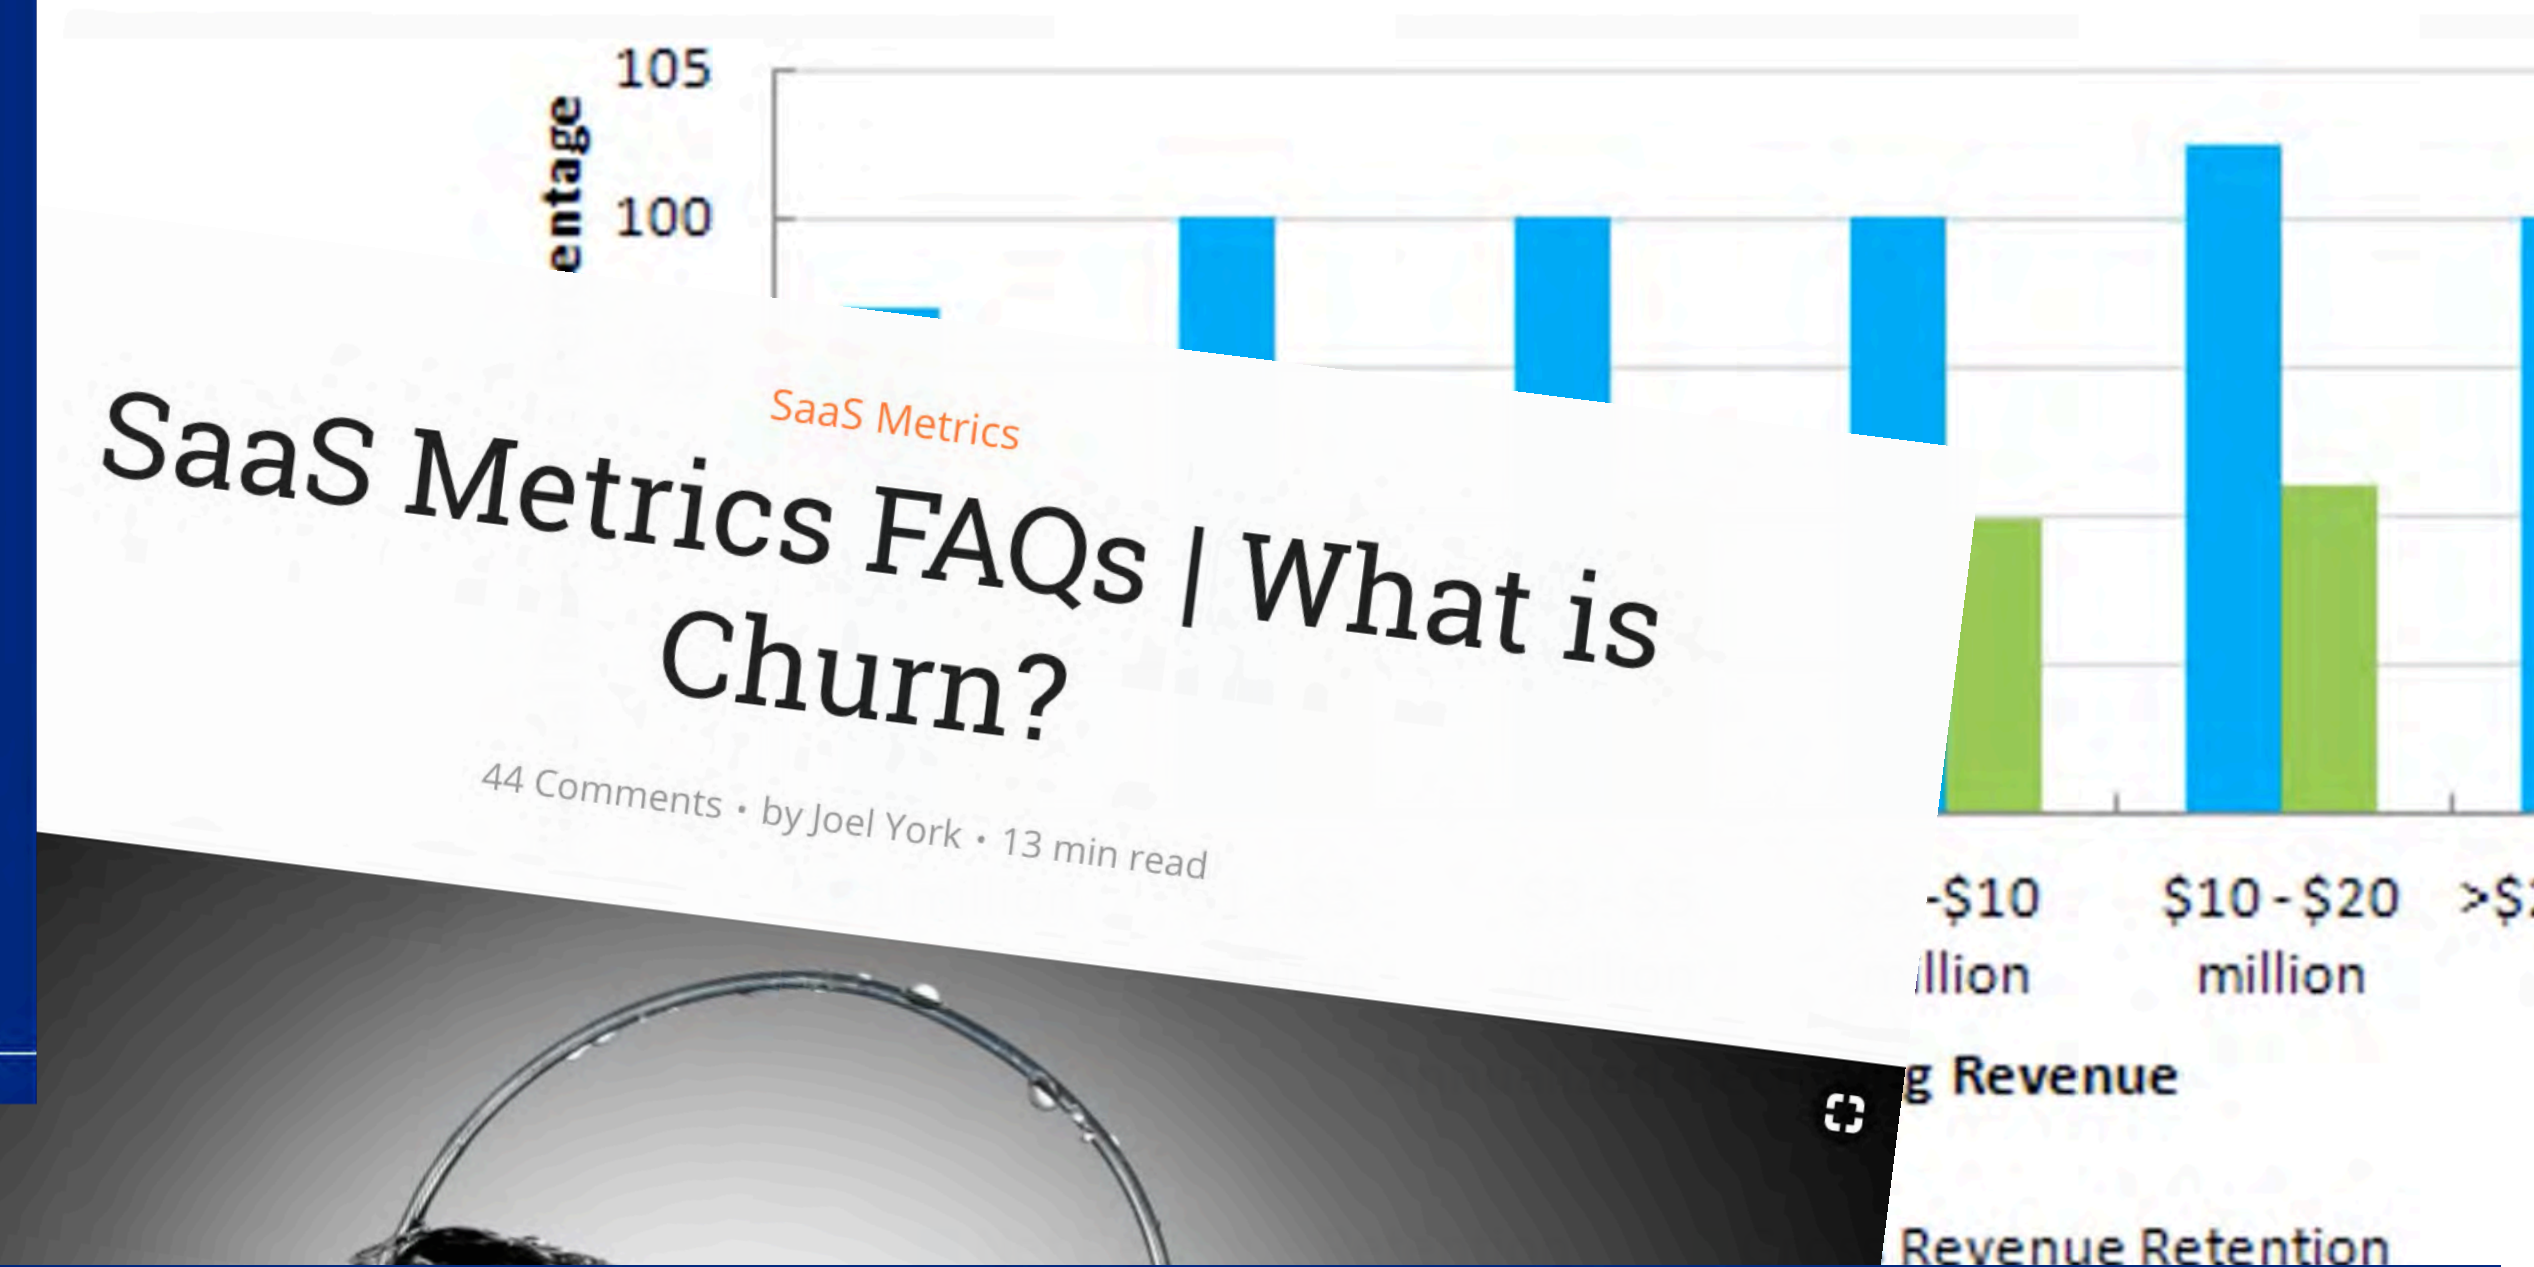 105
entage
100
SaaS Metrics
SaaS Metrics FAQs | What is
Churn?
44 Comments • by Joel York • 13 min read
-$10
llion
$10 - $20
million
>$
g Revenue
Revenue Retention